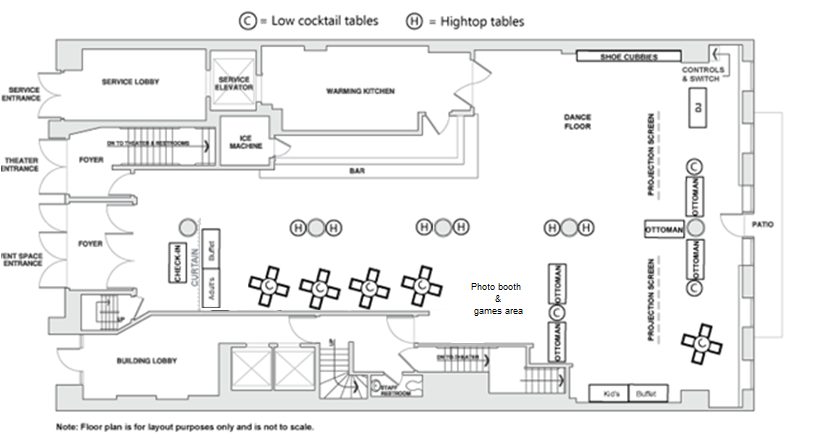 C = Low cocktail tables H = Hightop tables
SHOE CUBBIES
SERVICE LOBBY
SERVICE
ELEVATOR
CONTROLS
& SWITCH
SERVICE
ENTRANCE
WARMING KITCHEN
DJ
DANCE
FLOOR
PROJECTION SCREEN
ON TO THEATER & RESTROOMS
ICE
MACHINE
THEATER
ENTRANCE
FOYER
BAR
C
OTTOMAN
H H
H H
H H
OTTOMAN
PATIO
FOYER
VENT SPACE
ENTRANCE
CHECK-IN
CURTAIN
Buffet
Adult's
OTTOMAN
C
C
C
C
C
Photo booth
&
games area
OTTOMAN
C
OTTOMAN
PROJECTION SCREEN
UP
C
BUILDING LOBBY
ON TO THEATER
STAFF
RESTROOM
Kid's Buffet
Note: Floor plan is for layout purposes only and is not to scale.